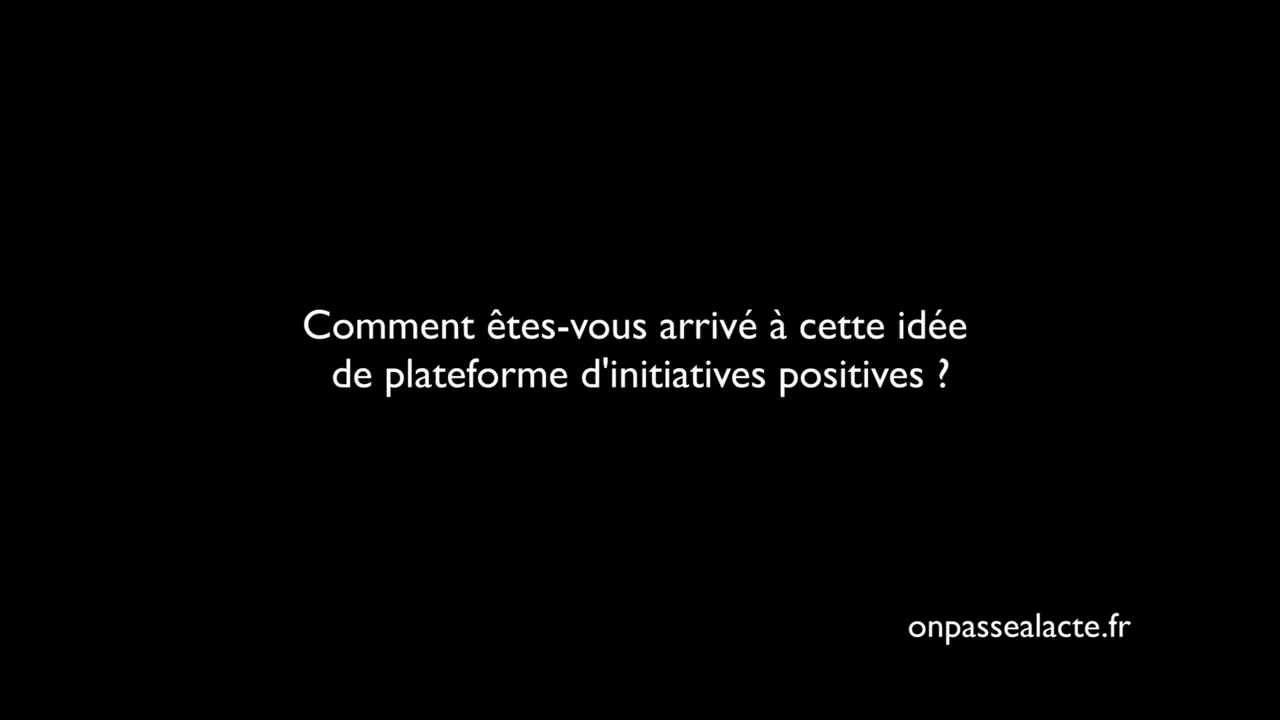 Comment êtes-vous arrivé à cette idée
de plateforme d'initiatives positives ?
onpassealacte.fr